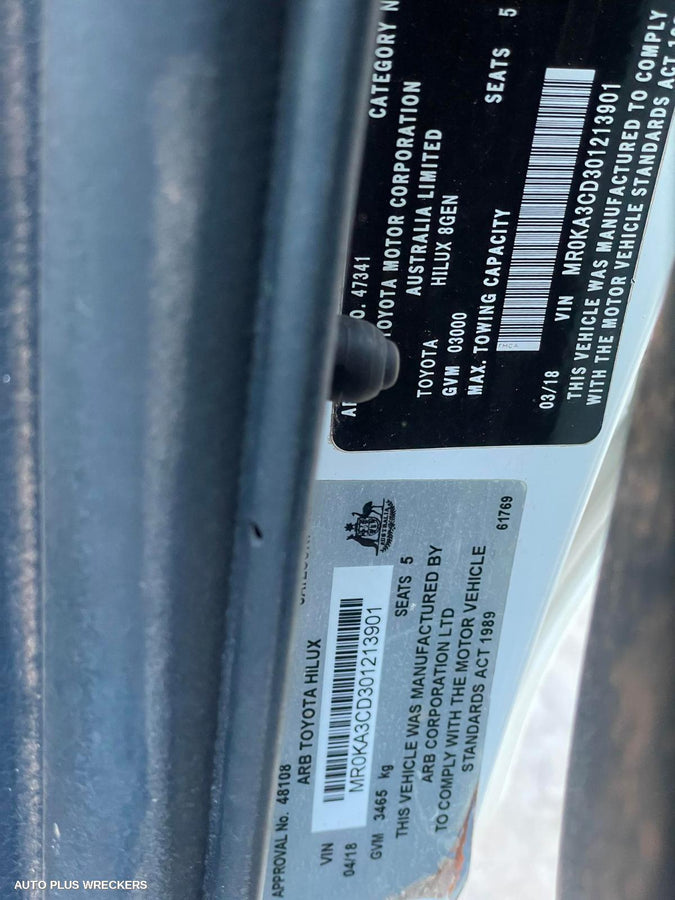 O. 47341 CATEGORY N
TOYOTA MOTOR CORPORATION
AUSTRALIA LIMITED
TOYOTA HILUX 8GEN
GVM 03000 SEATS 5
MAX. TOWING CAPACITY
TMCA
03/18 VIN MR0KA3CD301213901
THIS VEHICLE WAS MANUFACTURED TO COMPLY
WITH THE MOTOR VEHICLE STANDARDS ACT
APPROVAL No. 48108
ARB TOYOTA HILUX
AUSTRALIA
VIN MR0KA3CD301213901
04/18
GVM 3465 kg SEATS 5
THIS VEHICLE WAS MANUFACTURED BY
ARB CORPORATION LTD
TO COMPLY WITH THE MOTOR VEHICLE
STANDARDS ACT 1989 61769
AUTO PLUS WRECKERS